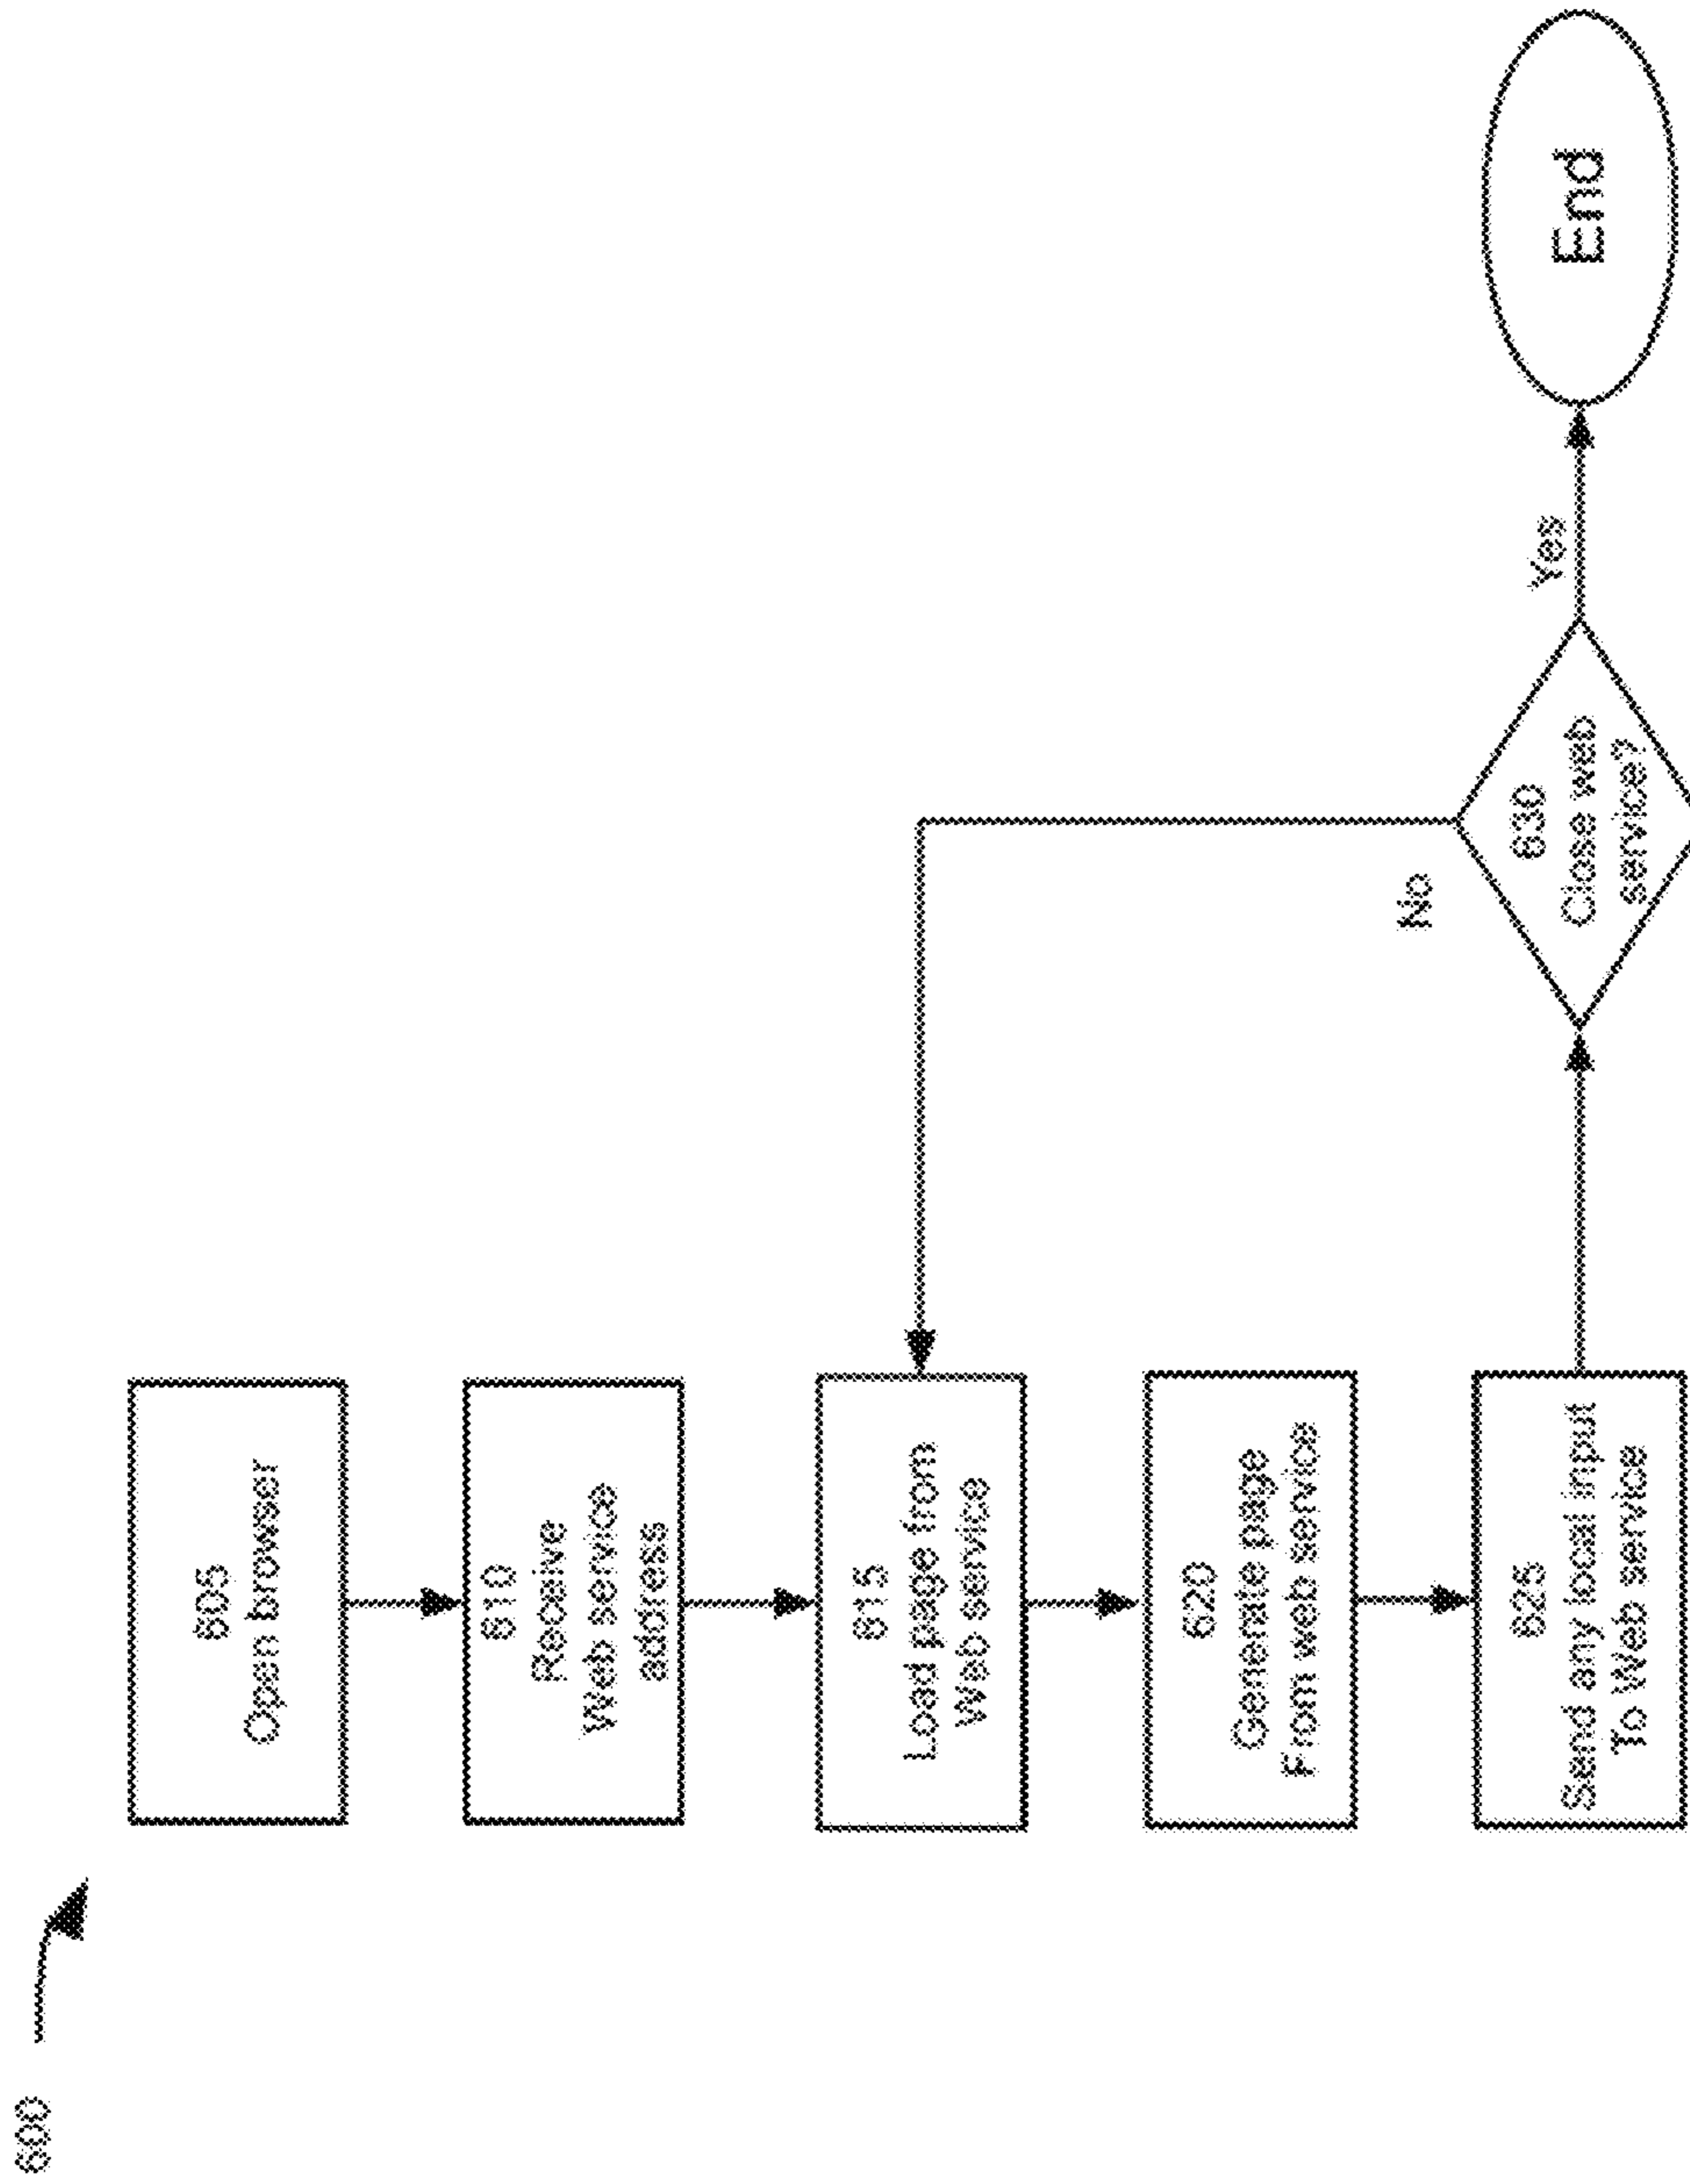 600
605
Open browser
610
Receive
Web service
address
615
Load page from
Web service
620
Generate page
From web service
625
Send any local input
To Web service
630
Close web
service?
No
Yes
End